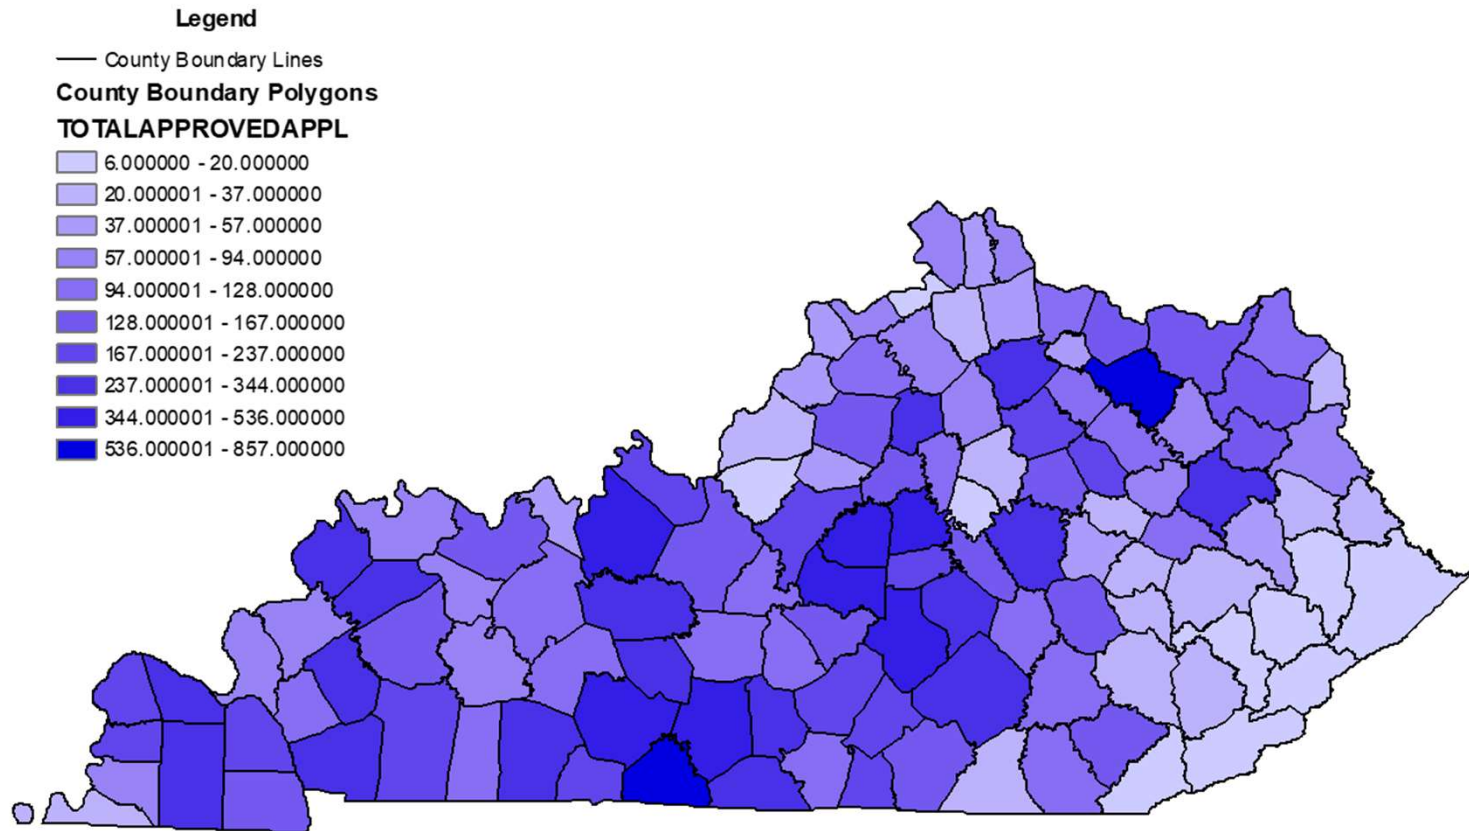 Legend
County Boundary Lines
County Boundary Polygons
TOTALAPPROVEDAPPL
6.000000 - 20.000000
20.000001 - 37.000000
37.000001 - 57.000000
57.000001 - 94.000000
94.000001 - 128.000000
128.000001 - 167.000000
167.000001 - 237.000000
237.000001 - 344.000000
344.000001 - 536.000000
536.000001 - 857.000000